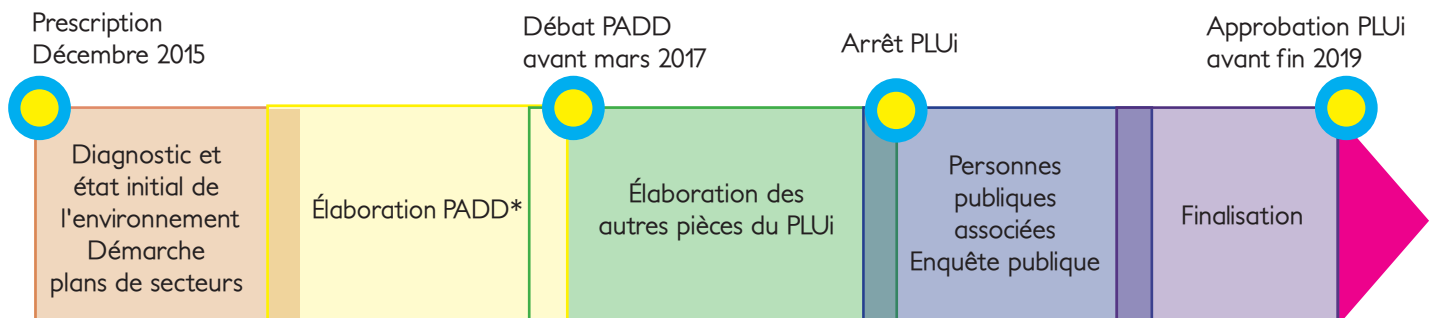 Prescription
Décembre 2015
Débat PADD
avant mars 2017
Arrêt PLUi
Approbation PLUi
avant fin 2019
Diagnostic et
état initial de
l'environnement
Démarche
plans de secteurs
Élaboration PADD*
Élaboration des
autres pièces du PLUi
Personnes
publiques
associées
Enquête publique
Finalisation